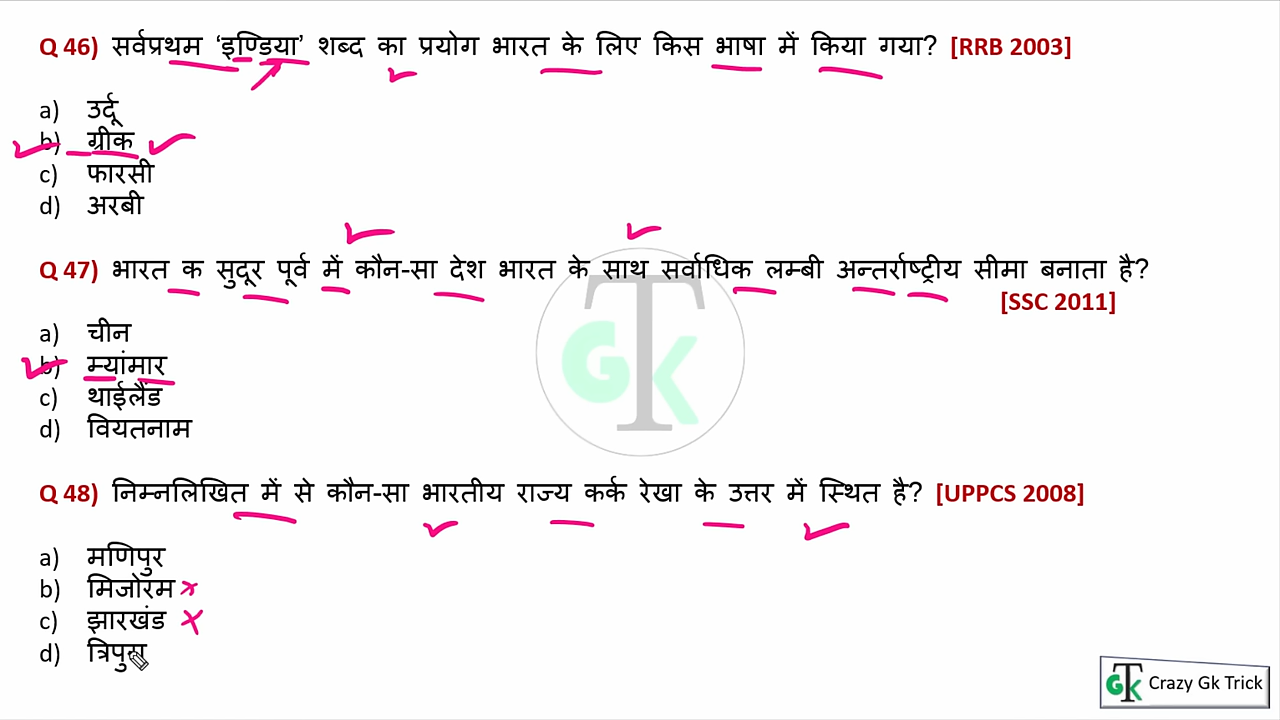 Q 46) सर्वप्रथम ‘इण्डिया’ शब्द का प्रयोग भारत के लिए किस भाषा में किया गया? [RRB 2003]
a) उर्दू
b) ग्रीक
c) फारसी
d) अरबी
Q 47) भारत क सुदूर पूर्व में कौन-सा देश भारत के साथ सर्वाधिक लम्बी अन्तर्राष्ट्रीय सीमा बनाता है?
[SSC 2011]
a) चीन
b) म्यांमार
c) थाईलैंड
d) वियतनाम
Q 48) निम्नलिखित में से कौन-सा भारतीय राज्य कर्क रेखा के उत्तर में स्थित है? [UPPCS 2008]
a) मणिपुर
b) मिजोरम
c) झारखंड
d) त्रिपुरा
GTK
GTK Crazy Gk Trick